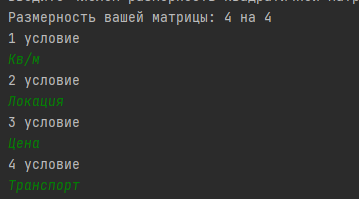 Размерность вашей матрицы: 4 на 4
1 условие
Кв/м
2 условие
Локация
3 условие
Цена
4 условие
Транспорт